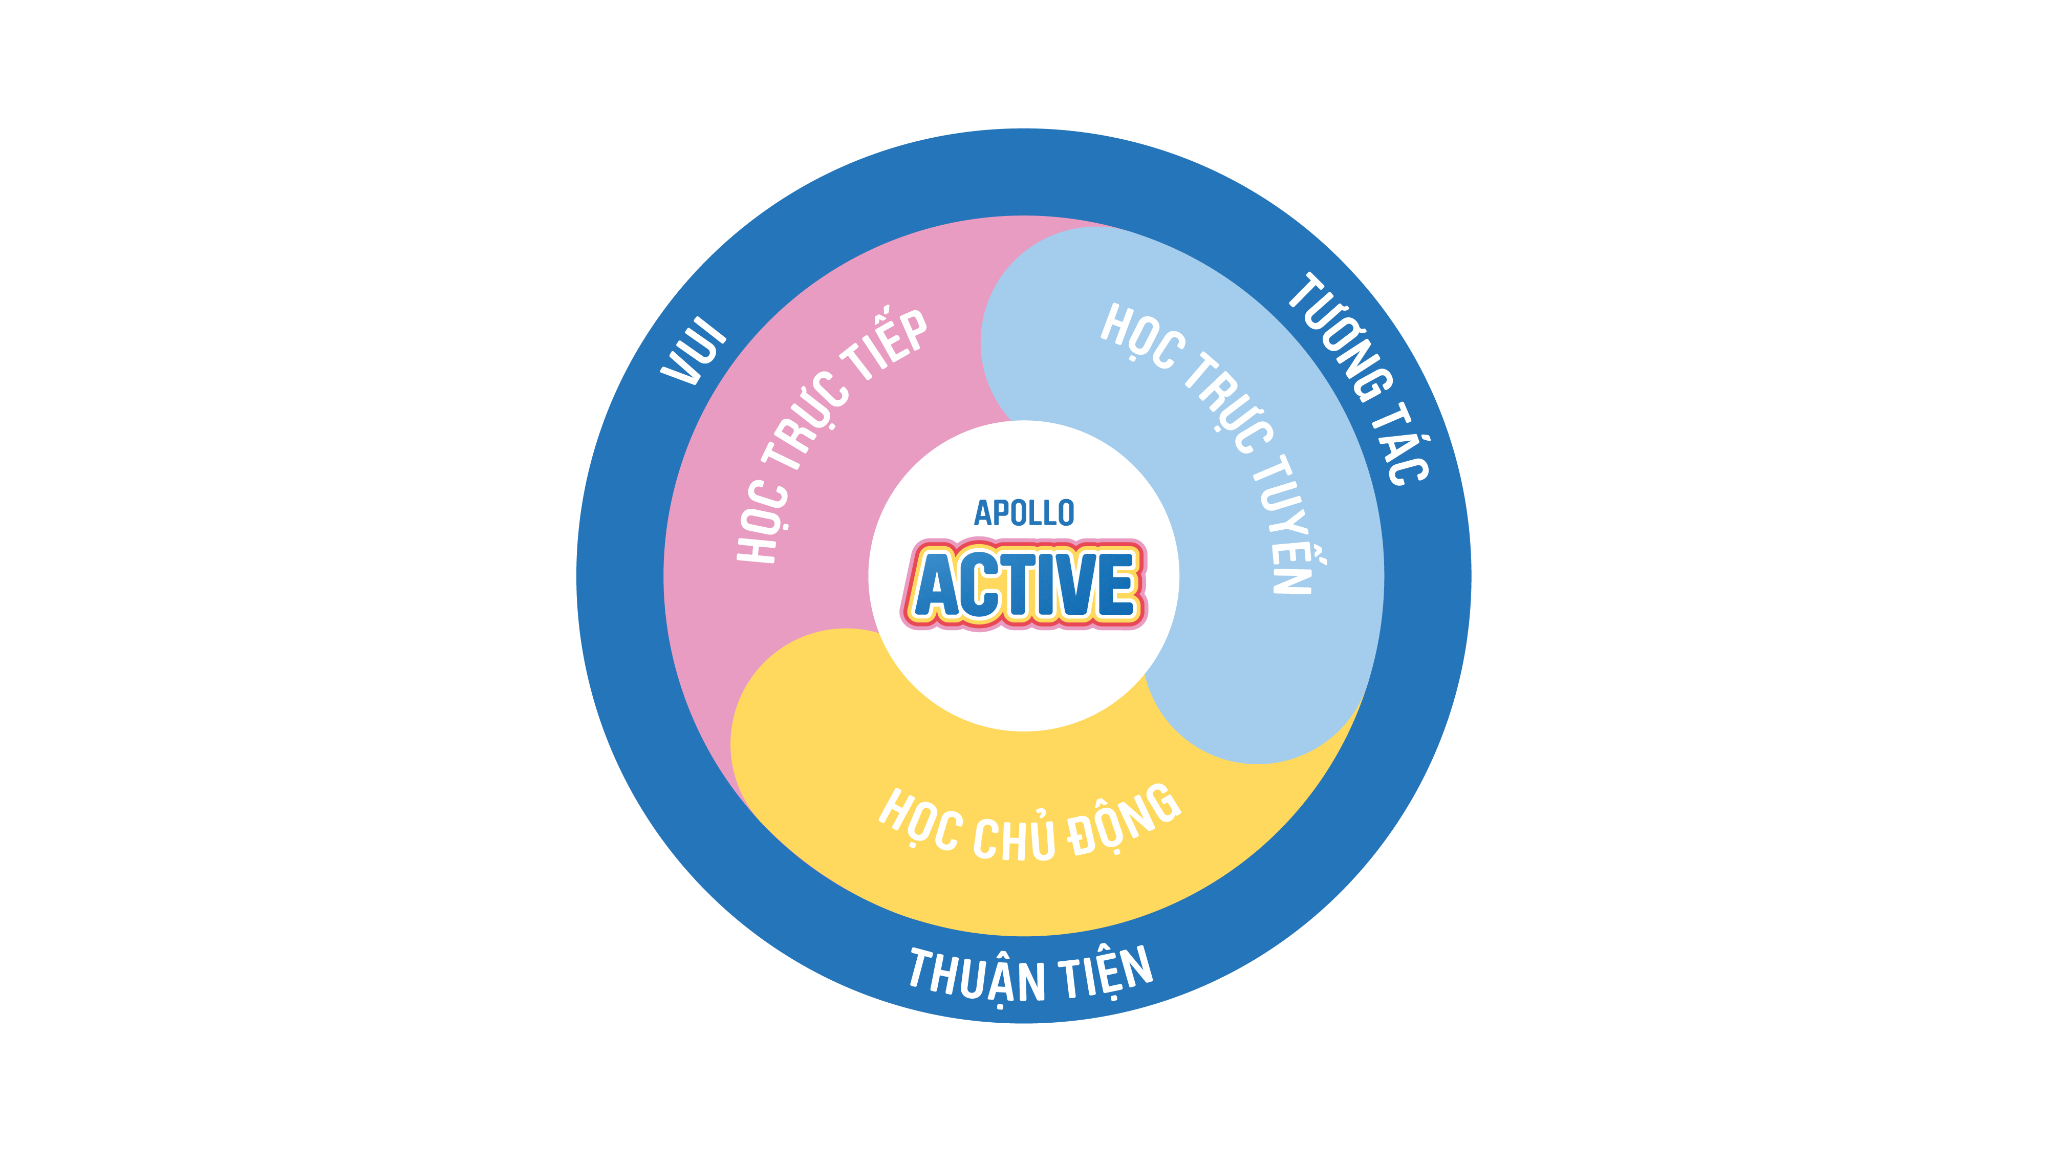 VUI
TƯƠNG TÁC
HỌC TRỰC TIẾP
HỌC TRỰC TUYẾN
APOLLO
ACTIVE
HỌC CHỦ ĐỘNG
THUẬN TIỆN